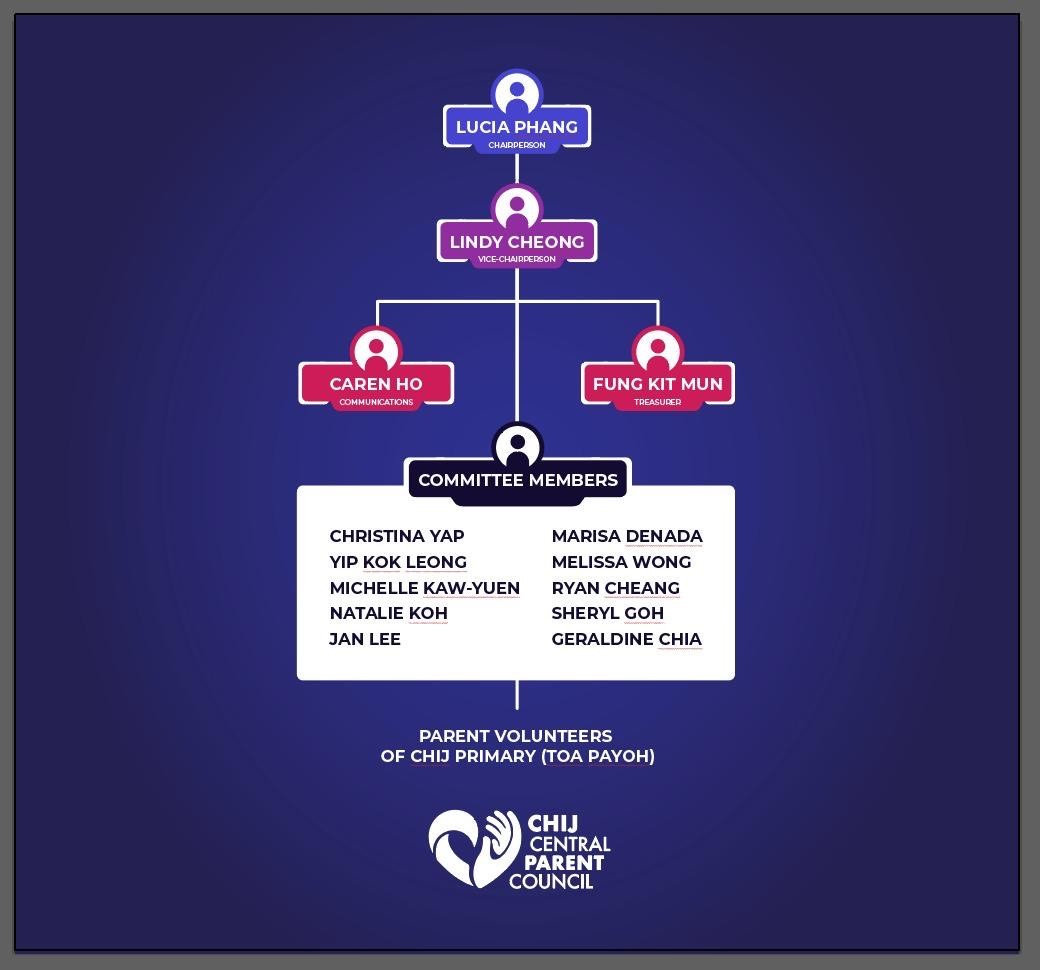 LUCIA PHANG
CHAIRPERSON
LINDY CHEONG
VICE-CHAIRPERSON
CAREN HO
COMMUNICATIONS
FUNG KIT MUN
TREASURER
COMMITTEE MEMBERS
CHRISTINA YAP
YIP KOK LEONG
MICHELLE KAW-YUEN
NATALIE KOH
JAN LEE
MARISA DENADA
MELISSA WONG
RYAN CHEANG
SHERYL GOH
GERALDINE CHIA
PARENT VOLUNTEERS
OF CHIJ PRIMARY (TOA PAYOH)
CHIJ
CENTRAL
PARENT
COUNCIL